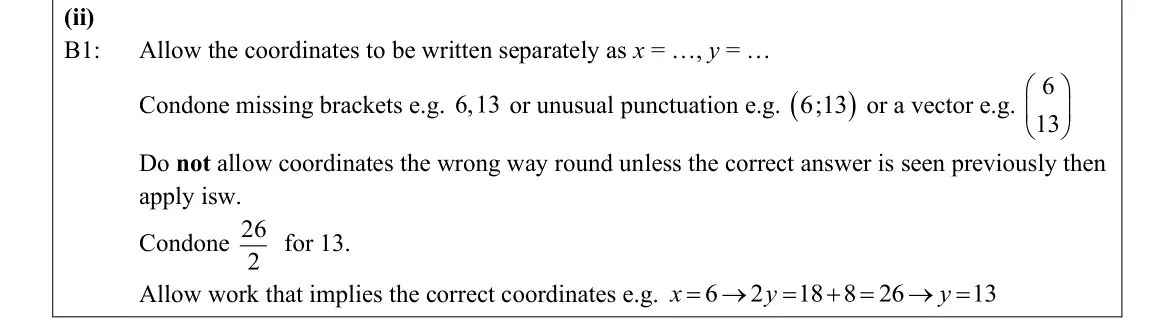 (ii)
B1: Allow the coordinates to be written separately as x = …, y = …
Condone missing brackets e.g. 6,13 or unusual punctuation e.g. (6;13) or a vector e.g. (6 13)
Do not allow coordinates the wrong way round unless the correct answer is seen previously then
apply isw.
Condone 26/2 for 13.
Allow work that implies the correct coordinates e.g. x=6→2y=18+8=26→y=13